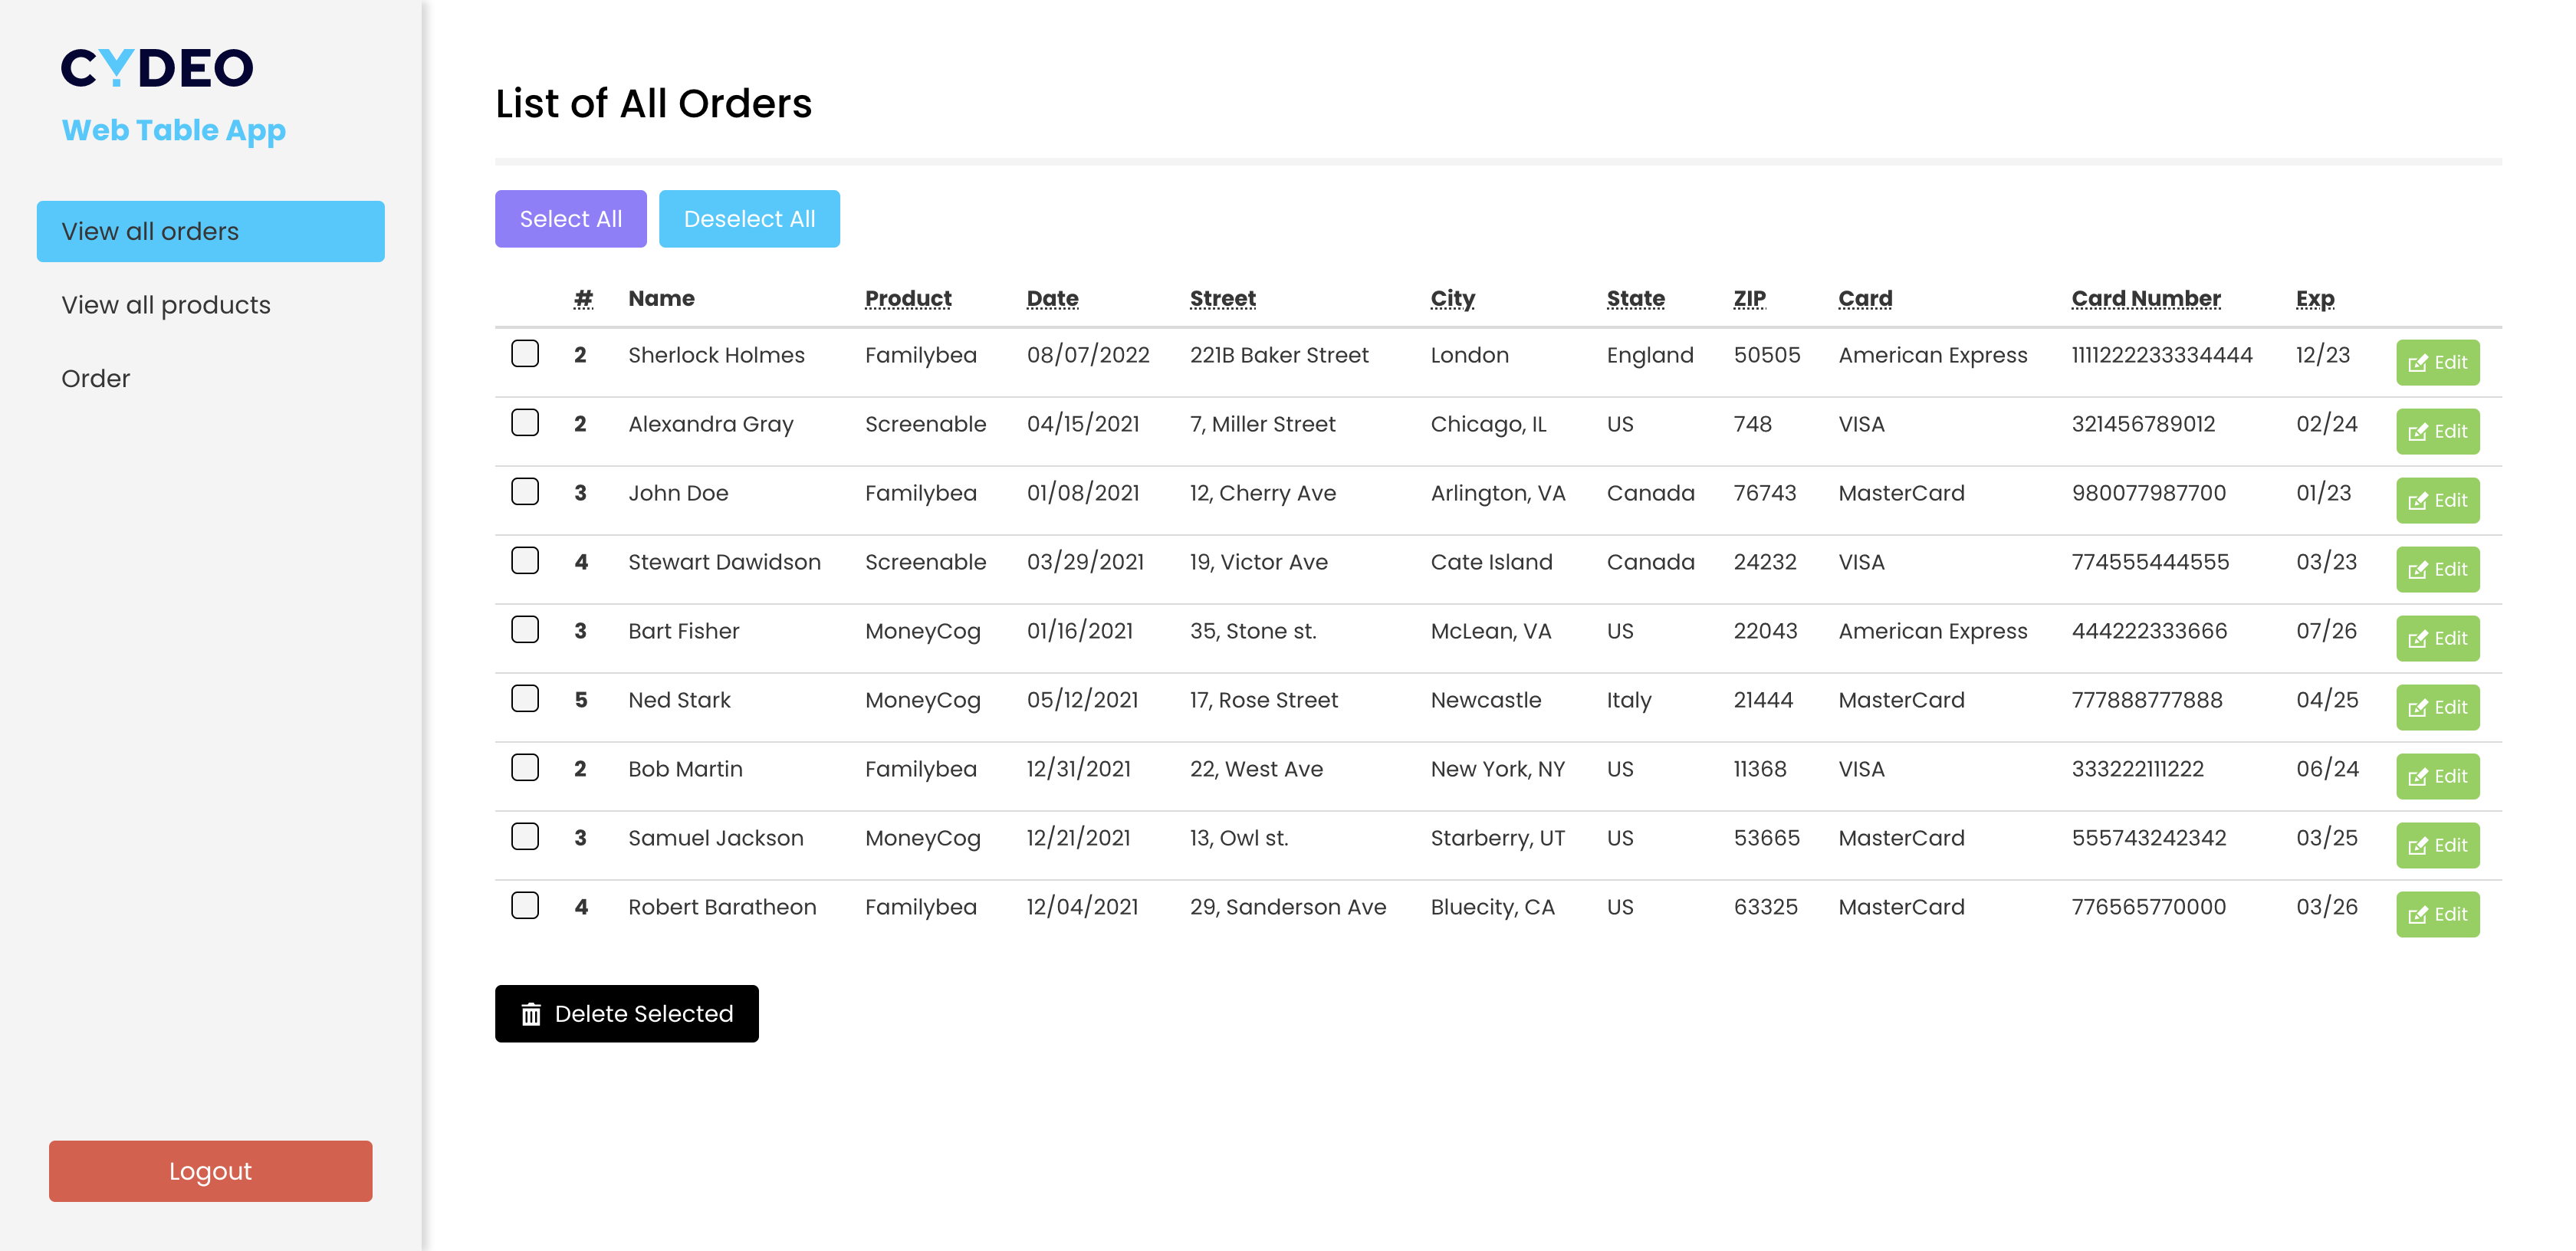 CYDEO
Web Table App
View all orders
View all products
Order
Logout
List of All Orders
Select All Deselect All
# Name Product Date Street City State ZIP Card Card Number Exp
2 Sherlock Holmes Familybea 08/07/2022 221B Baker Street London England 50505 American Express 1111222233334444 12/23 Edit
2 Alexandra Gray Screenable 04/15/2021 7, Miller Street Chicago, IL US 748 VISA 321456789012 02/24 Edit
3 John Doe Familybea 01/08/2021 12, Cherry Ave Arlington, VA Canada 76743 MasterCard 980077987700 01/23 Edit
4 Stewart Dawidson Screenable 03/29/2021 19, Victor Ave Cate Island Canada 24232 VISA 774555444555 03/23 Edit
3 Bart Fisher MoneyCog 01/16/2021 35, Stone st. McLean, VA US 22043 American Express 444222333666 07/26 Edit
5 Ned Stark MoneyCog 05/12/2021 17, Rose Street Newcastle Italy 21444 MasterCard 777888777888 04/25 Edit
2 Bob Martin Familybea 12/31/2021 22, West Ave New York, NY US 11368 VISA 333222111222 06/24 Edit
3 Samuel Jackson MoneyCog 12/21/2021 13, Owl st. Starberry, UT US 53665 MasterCard 555743242342 03/25 Edit
4 Robert Baratheon Familybea 12/04/2021 29, Sanderson Ave Bluecity, CA US 63325 MasterCard 776565770000 03/26 Edit
Delete Selected